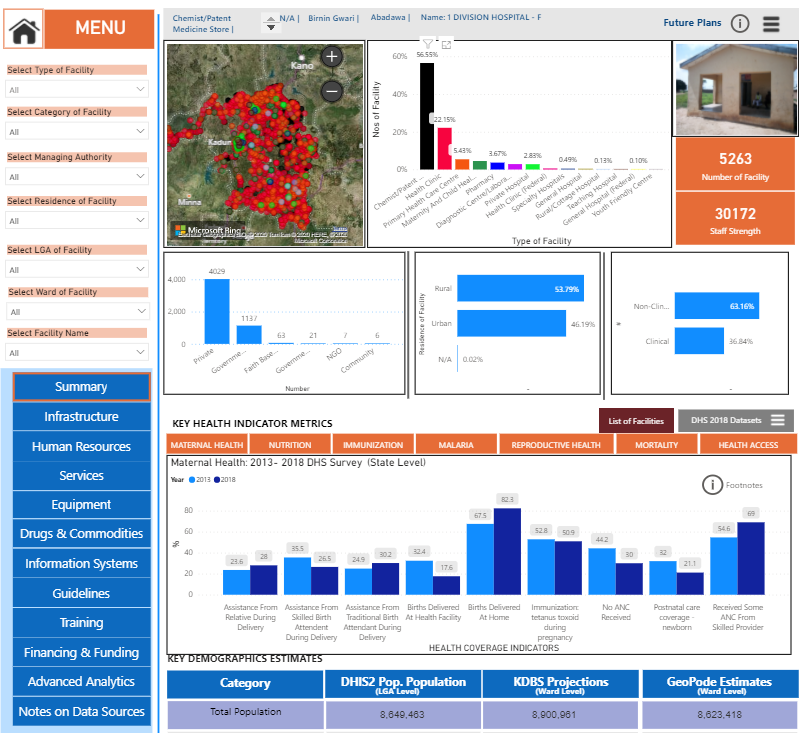 MENU
Select Type of Facility
All
Select Category of Facility
All
Select Managing Authority
All
Select Residence of Facility
All
Select LGA of Facility
All
Select Ward of Facility
All
Select Facility Name
All
Summary
Infrastructure
Human Resources
Services
Equipment
Drugs & Commodities
Information Systems
Guidelines
Training
Financing & Funding
Advanced Analytics
Notes on Data Sources
Chemist/Patent
Medicine Store |
N/A |
Birnin Gwari |
Abadawa |
Name: 1 DIVISION HOSPITAL - F
Future Plans
Kano
Kadun
Minna
Microsoft Bing
Nos of Facility
60%
40%
20%
0%
56.55%
22.15%
5.43%
3.67%
2.83%
0.49%
0.13%
0.10%
Chemist/Patent ...
Primary Health Clinic
Primary Health Care Centre
Maternity And Child Heal...
Pharmacy
Diagnostic Centre/Labora...
Private Hospital
Health Clinic (Federal)
Specialty Hospitals
General Hospital
Rural/Cottage Hospital
Teaching Hospital
General Hospital (Federal)
Youth Friendly Centre
Type of Facility
5263
Number of Facility
30172
Staff Strength
4,000
2,000
0
4029
1137
63
21
7
6
Private
Governme...
Faith Base...
Governme...
NGO
Community
Number
Residence of Facility
Rural
53.79%
Urban
46.19%
N/A
0.02%
Non-Clin...
63.16%
Clinical
36.84%
KEY HEALTH INDICATOR METRICS
List of Facilities
DHS 2018 Datasets
MATERNAL HEALTH
NUTRITION
IMMUNIZATION
MALARIA
REPRODUCTIVE HEALTH
MORTALITY
HEALTH ACCESS
Maternal Health: 2013- 2018 DHS Survey (State Level)
Year 2013 2018
Footnotes
%
80
60
40
20
0
23.6
28
35.5
26.5
24.9
30.2
32.4
17.6
67.5
82.3
52.8
50.9
44.2
30
32
21.1
54.6
69
Assistance From
Relative During
Delivery
Assistance From
Skilled Birth
Attendent
During Delivery
Assistance From
Traditional Birth
Attendant During
Delivery
Births Delivered
At Health Facility
Births Delivered
At Home
Immunization:
tetanus toxoid
during
pregnancy
No ANC
Received
Postnatal care
coverage -
newborn
Received Some
ANC From
Skilled Provider
HEALTH COVERAGE INDICATORS
KEY DEMOGRAPHICS ESTIMATES
Category
DHIS2 Pop. Population
(LGA Level)
KDBS Projections
(Ward Level)
GeoPode Estimates
(Ward Level)
Total Population
8,649,463
8,900,961
8,623,418